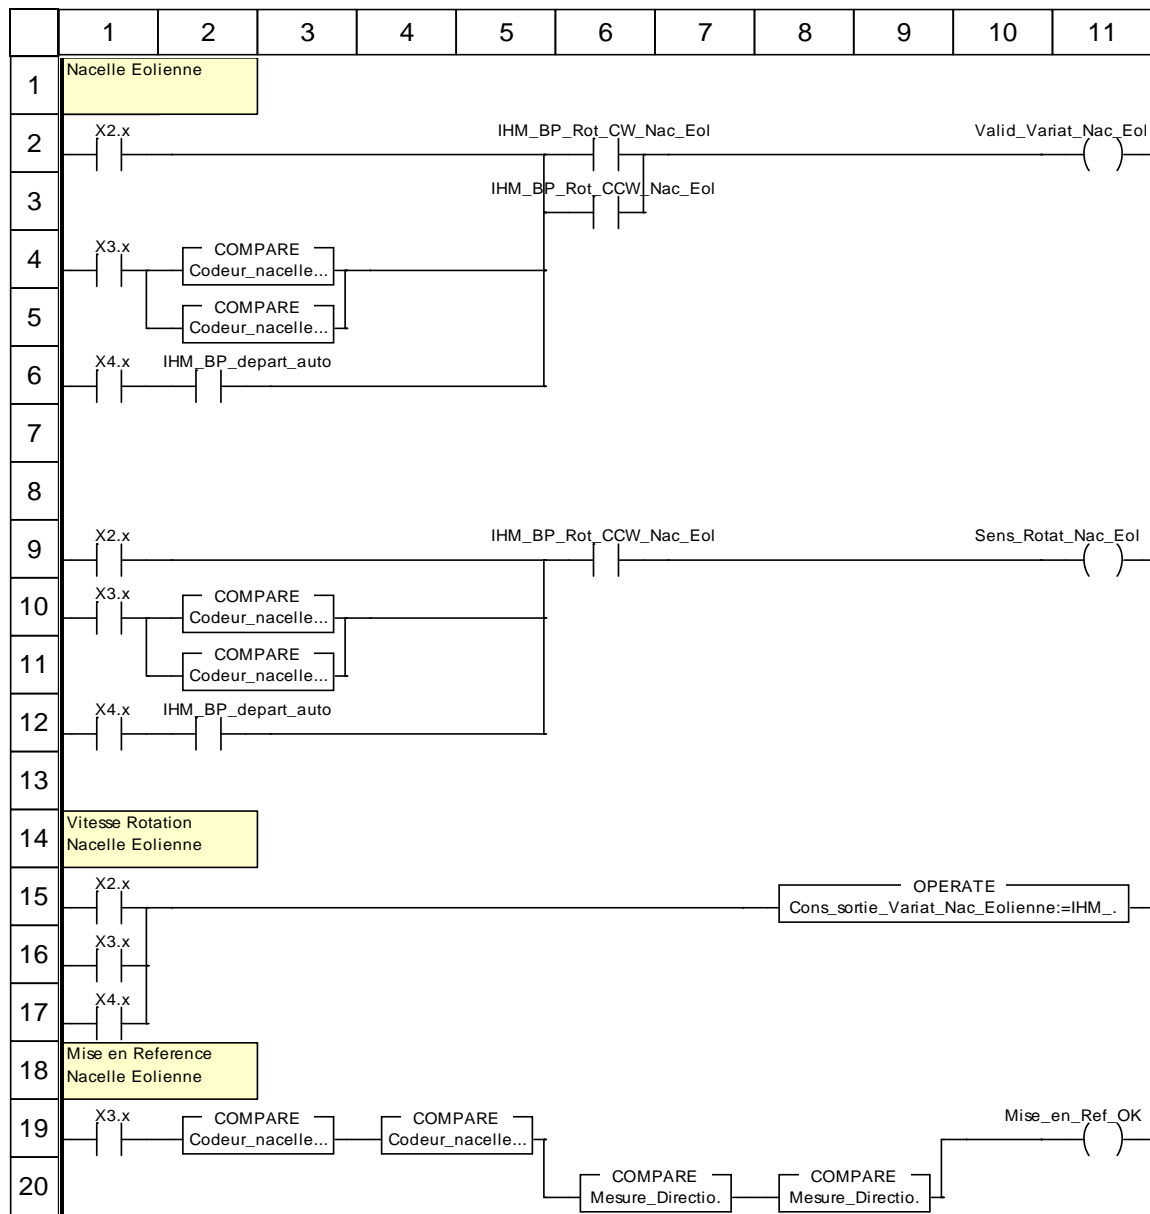 1 2 3 4 5 6 7 8 9 10 11
1
Nacelle Eolienne
2
X2.x IHM_BP_Rot_CW_Nac_Eol Valid_Variat_Nac_Eol
3
IHM_BP_Rot_CCW_Nac_Eol
4
X3.x COMPARE
Codeur_nacelle...
5
COMPARE
Codeur_nacelle...
6
X4.x IHM_BP_depart_auto
7
8
9
X2.x IHM_BP_Rot_CCW_Nac_Eol Sens_Rotat_Nac_Eol
10
X3.x COMPARE
Codeur_nacelle...
11
COMPARE
Codeur_nacelle...
12
X4.x IHM_BP_depart_auto
13
14
Vitesse Rotation
Nacelle Eolienne
15
X2.x OPERATE
Cons_sortie_Variat_Nac_Eolienne:=IHM_.
16
X3.x
17
X4.x
18
Mise en Reference
Nacelle Eolienne
19
X3.x COMPARE COMPARE Mise_en_Ref_OK
Codeur_nacelle... Codeur_nacelle...
20
COMPARE COMPARE
Mesure_Directio. Mesure_Directio.